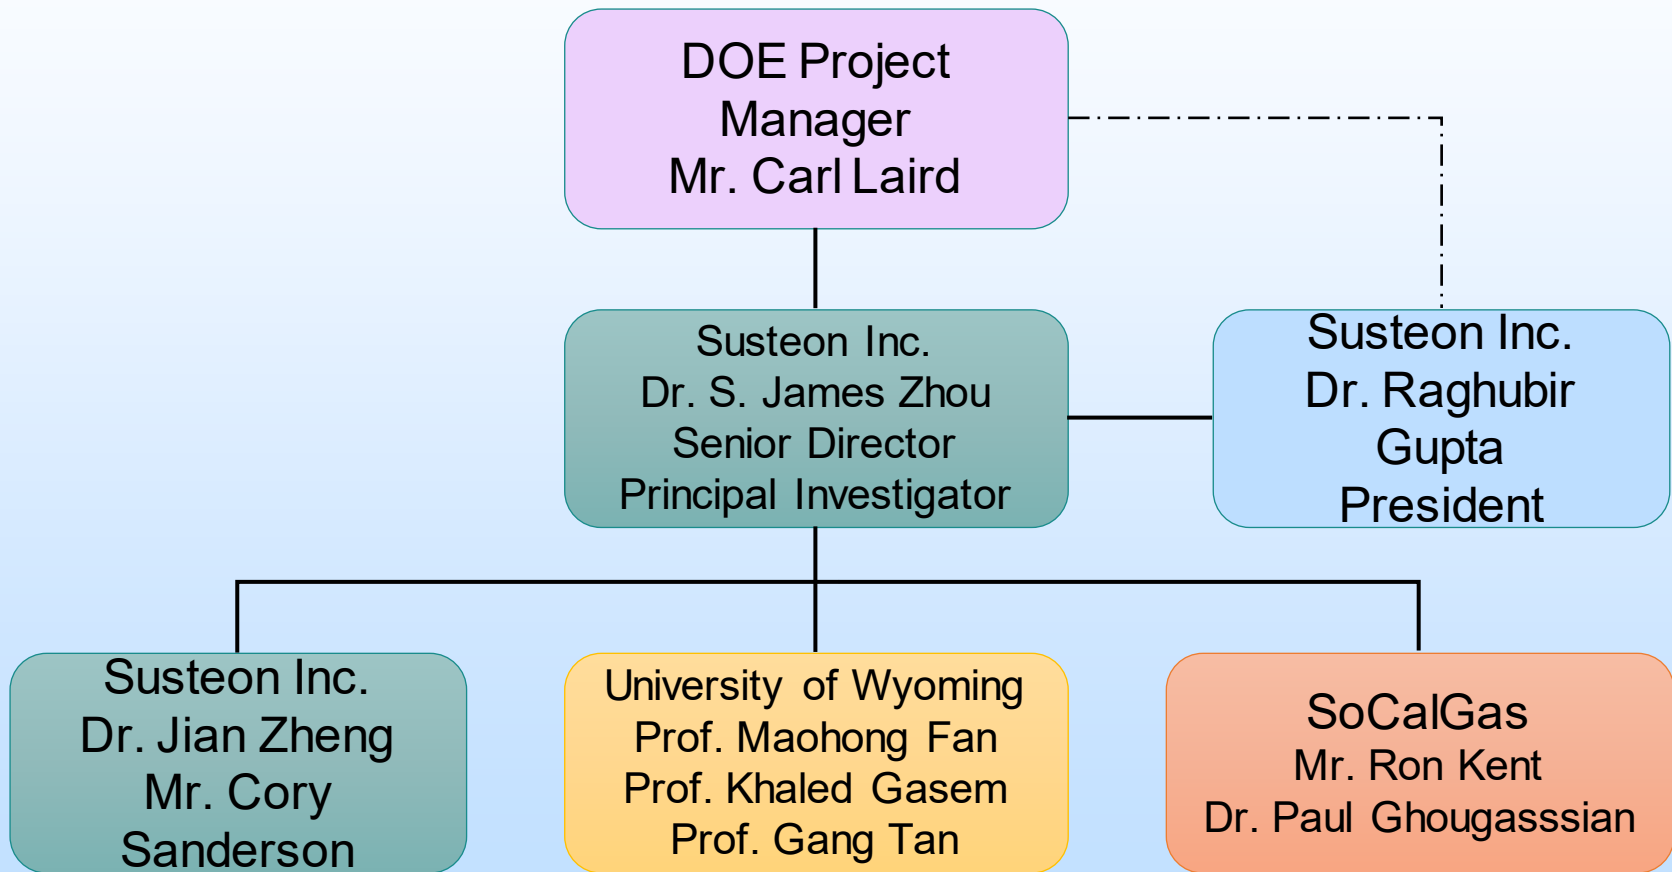 DOE Project
Manager
Mr. Carl Laird
Susteon Inc.
Dr. S. James Zhou
Senior Director
Principal Investigator
Susteon Inc.
Dr. Raghubir
Gupta
President
Susteon Inc.
Dr. Jian Zheng
Mr. Cory
Sanderson
University of Wyoming
Prof. Maohong Fan
Prof. Khaled Gasem
Prof. Gang Tan
SoCalGas
Mr. Ron Kent
Dr. Paul Ghougasssian